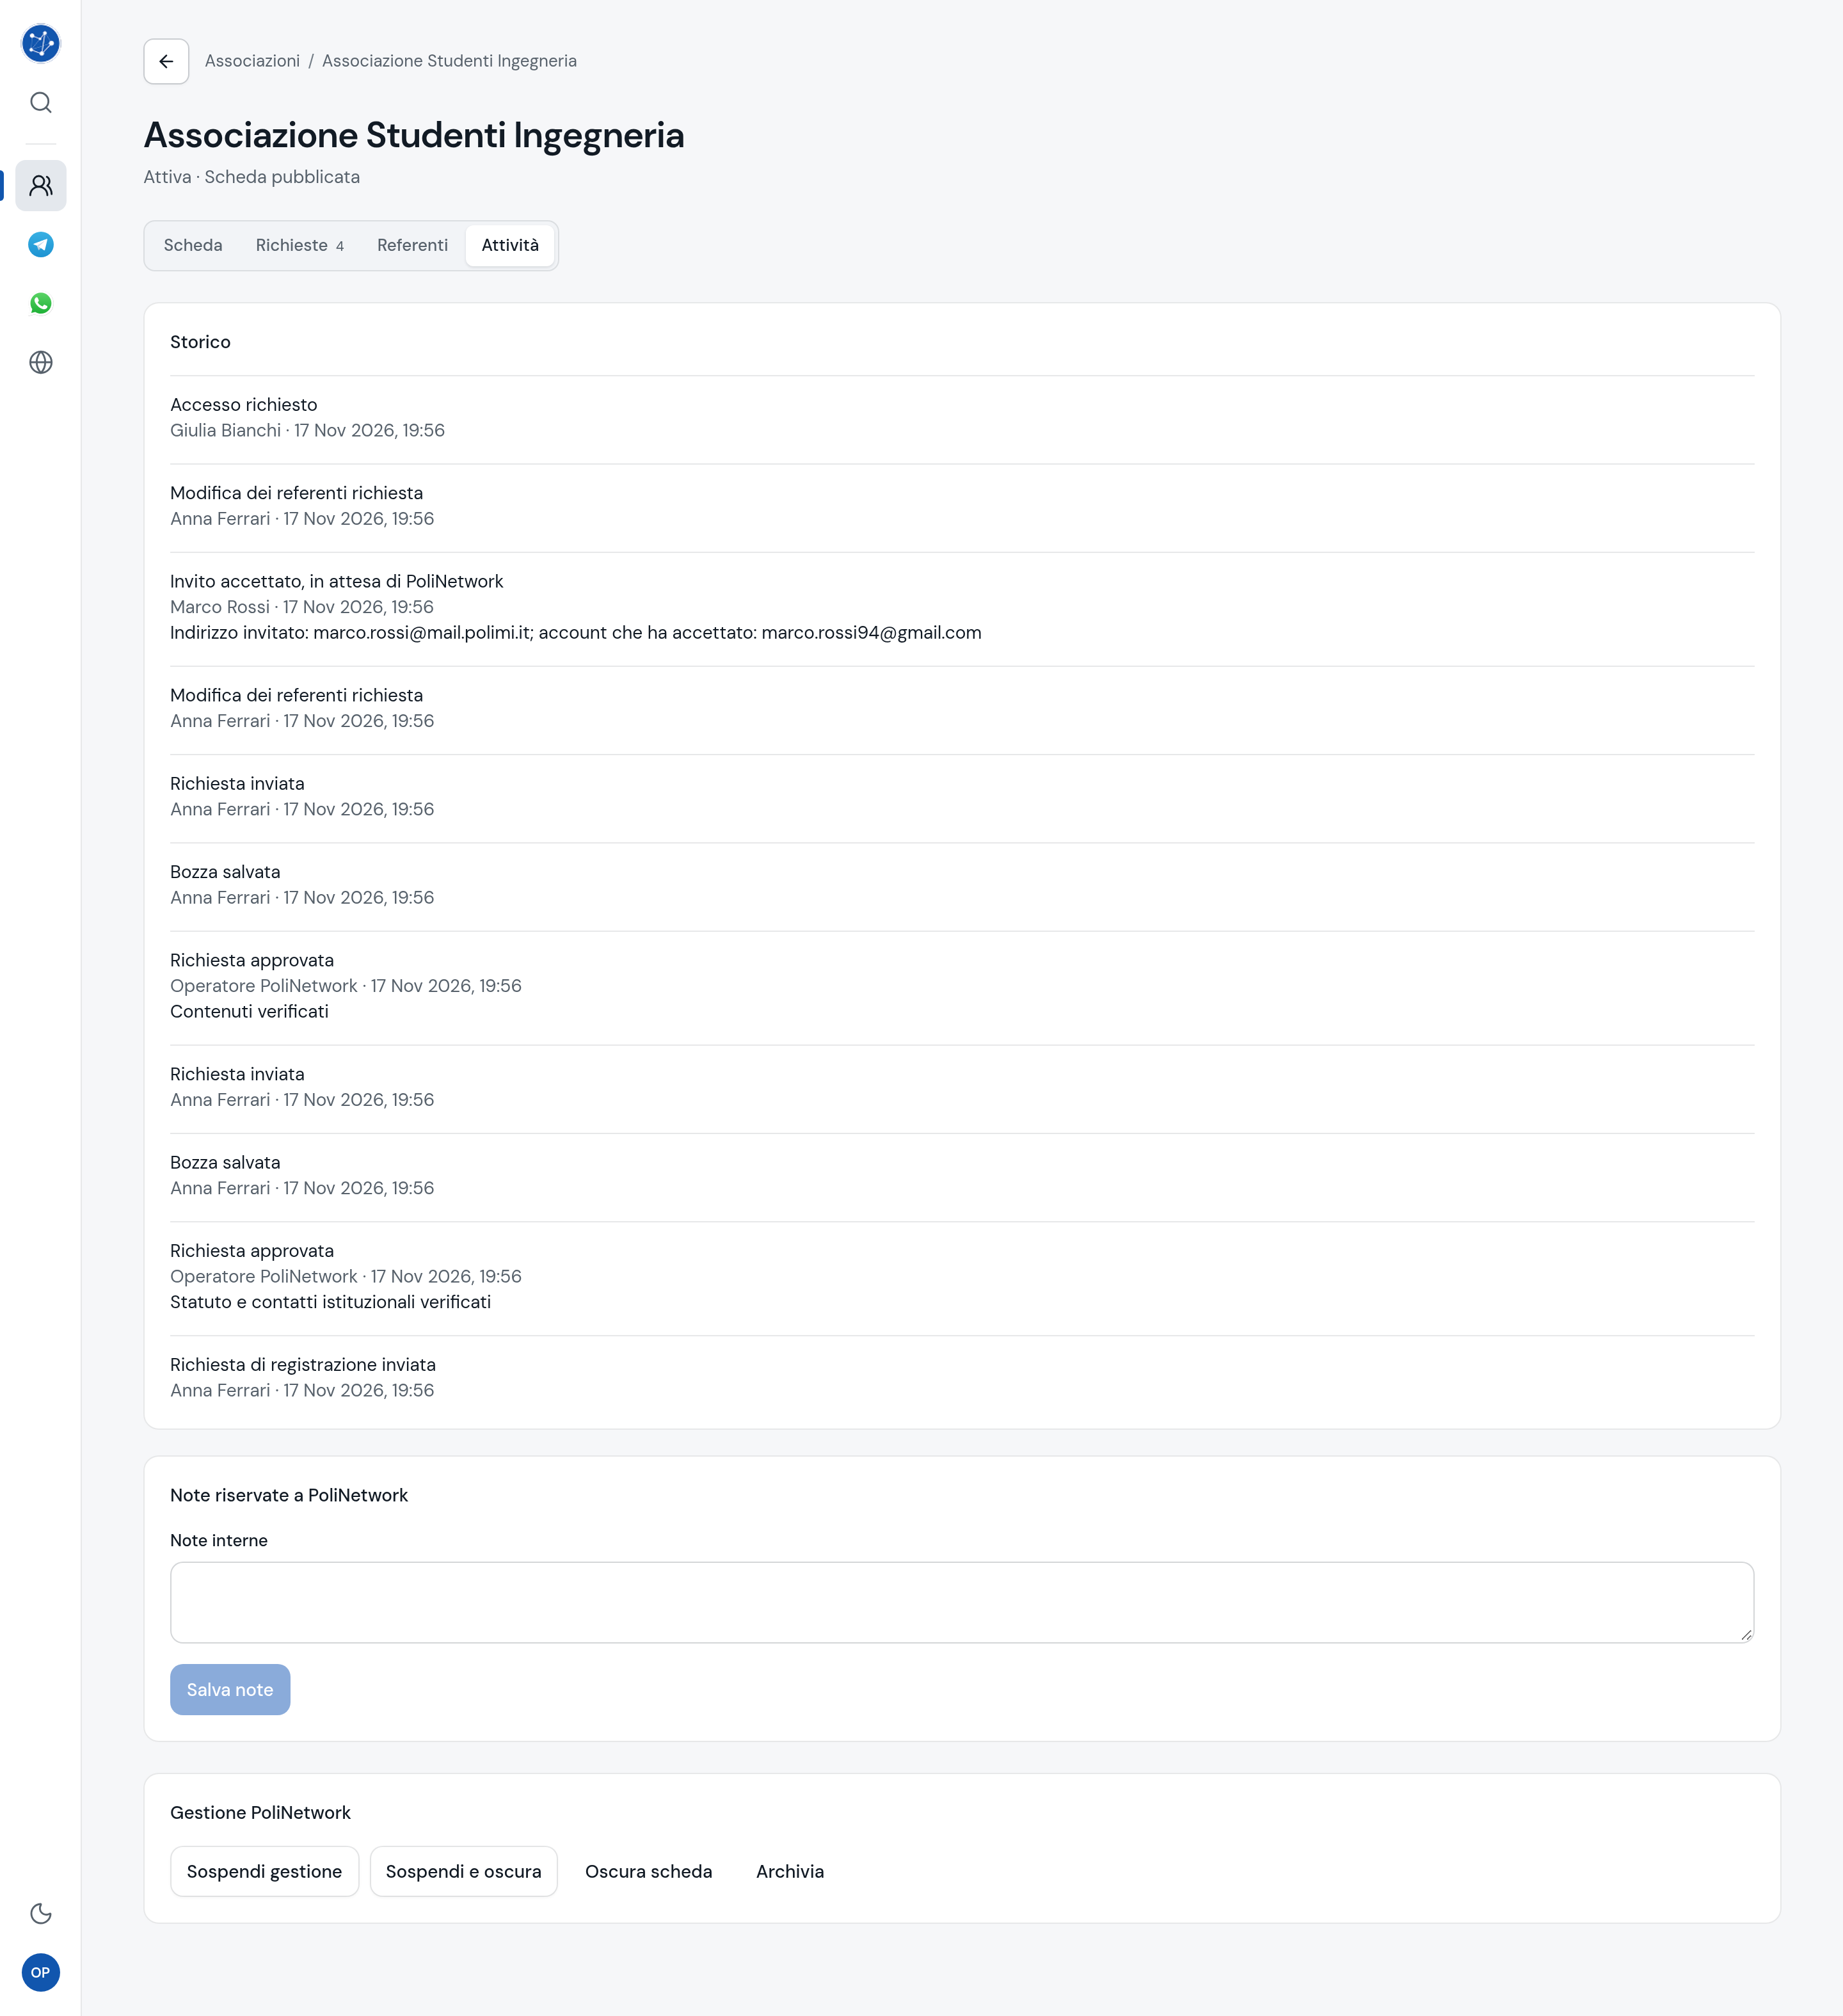 Associazioni / Associazione Studenti Ingegneria
Associazione Studenti Ingegneria
Attiva · Scheda pubblicata
Scheda Richieste 4 Referenti Attività
Storico
Accesso richiesto
Giulia Bianchi · 17 Nov 2026, 19:56
Modifica dei referenti richiesta
Anna Ferrari · 17 Nov 2026, 19:56
Invito accettato, in attesa di PoliNetwork
Marco Rossi · 17 Nov 2026, 19:56
Indirizzo invitato: marco.rossi@mail.polimi.it; account che ha accettato: marco.rossi94@gmail.com
Modifica dei referenti richiesta
Anna Ferrari · 17 Nov 2026, 19:56
Richiesta inviata
Anna Ferrari · 17 Nov 2026, 19:56
Bozza salvata
Anna Ferrari · 17 Nov 2026, 19:56
Richiesta approvata
Operatore PoliNetwork · 17 Nov 2026, 19:56
Contenuti verificati
Richiesta inviata
Anna Ferrari · 17 Nov 2026, 19:56
Bozza salvata
Anna Ferrari · 17 Nov 2026, 19:56
Richiesta approvata
Operatore PoliNetwork · 17 Nov 2026, 19:56
Statuto e contatti istituzionali verificati
Richiesta di registrazione inviata
Anna Ferrari · 17 Nov 2026, 19:56
Note riservate a PoliNetwork
Note interne
Salva note
Gestione PoliNetwork
Sospendi gestione Sospendi e oscura Oscura scheda Archivia
OP